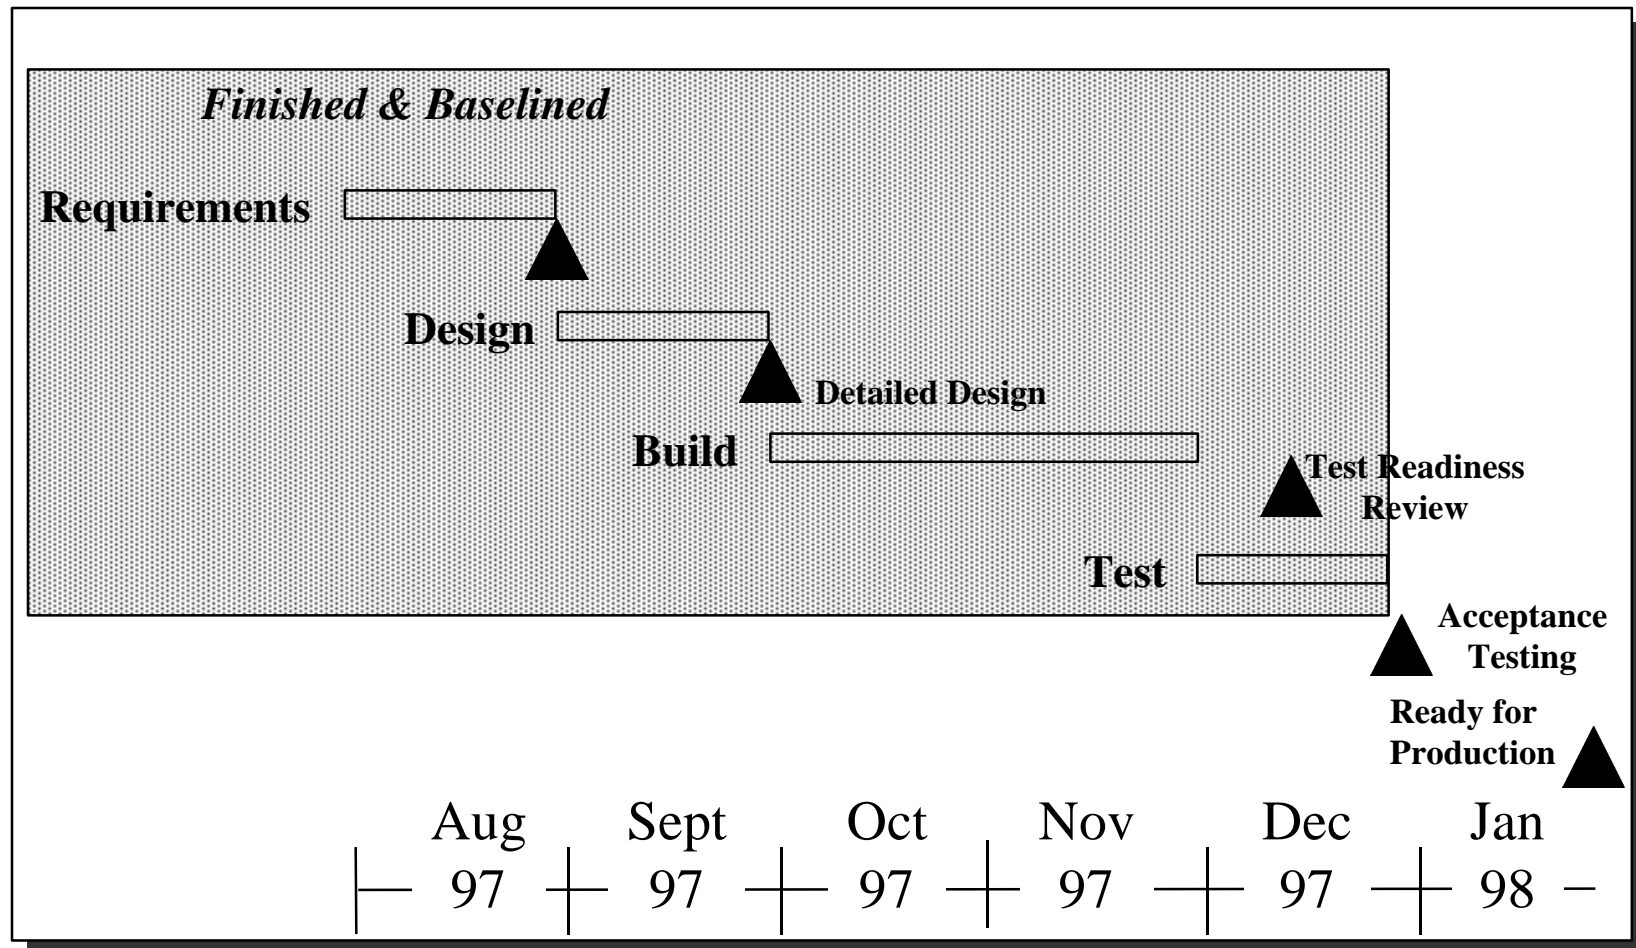 Finished & Baselined
Requirements
Design
Detailed Design
Build
Test Readiness
Review
Test
Acceptance
Testing
Ready for
Production
Aug Sept Oct Nov Dec Jan
97 97 97 97 97 98